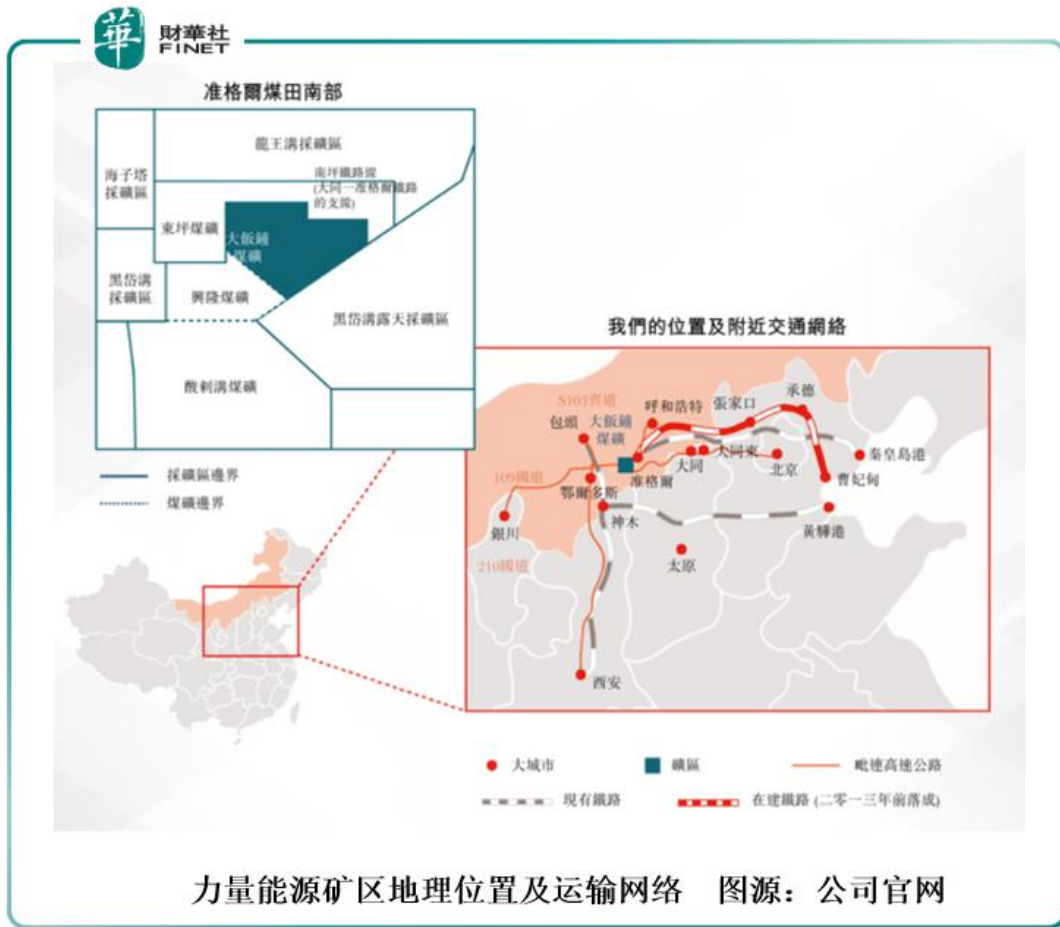 華
財華社
FINET
准格爾煤田南部
龍王溝採礦區
海子塔
採礦區
南坪鐵路線
(大同一准格爾鐵路
的支線)
東坪煤礦
大飯鋪
煤礦
黑岱溝
採礦區
興隆煤礦
黑岱溝露天採礦區
酸刺溝煤礦
採礦區邊界
煤礦邊界
我們的位置及附近交通網絡
S103省道
呼和浩特
張家口
承德
包頭
大飯鋪
煤礦
大同
大同東
北京
秦皇島港
109國道
准格爾
曹妃甸
鄂爾多斯
銀川
神木
黃驊港
210國道
太原
西安
大城市
礦區
毗連高速公路
現有鐵路
在建鐵路 (二零一三年前落成)
力量能源矿区地理位置及运输网络 图源：公司官网